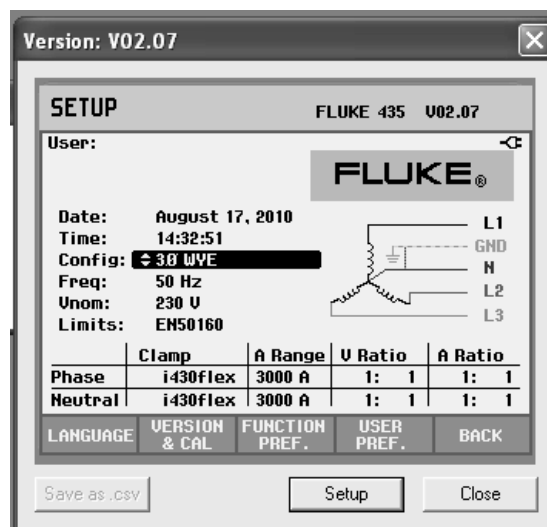 Version: V02.07
SETUP FLUKE 435 V02.07
User:
FLUKE®
Date: August 17, 2010
Time: 14:32:51
Config: 3Ø WYE
Freq: 50 Hz
Vnom: 230 V
Limits: EN50160
L1
GND
N
L2
L3
Clamp A Range V Ratio A Ratio
Phase i430flex 3000 A 1: 1 1: 1
Neutral i430flex 3000 A 1: 1 1: 1
LANGUAGE VERSION & CAL FUNCTION PREF. USER PREF. BACK
Save as .csv Setup Close